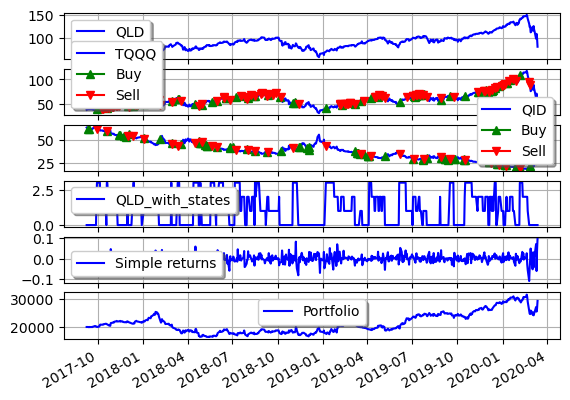 150
100
QLD
TQQQ
Buy
Sell
100
50
QID
Buy
Sell
50
25
2.5
0.0
QLD_with_states
0.1
0.0
-0.1
Simple returns
30000
20000
Portfolio
2017-10
2018-01
2018-04
2018-07
2018-10
2019-01
2019-04
2019-07
2019-10
2020-01
2020-04